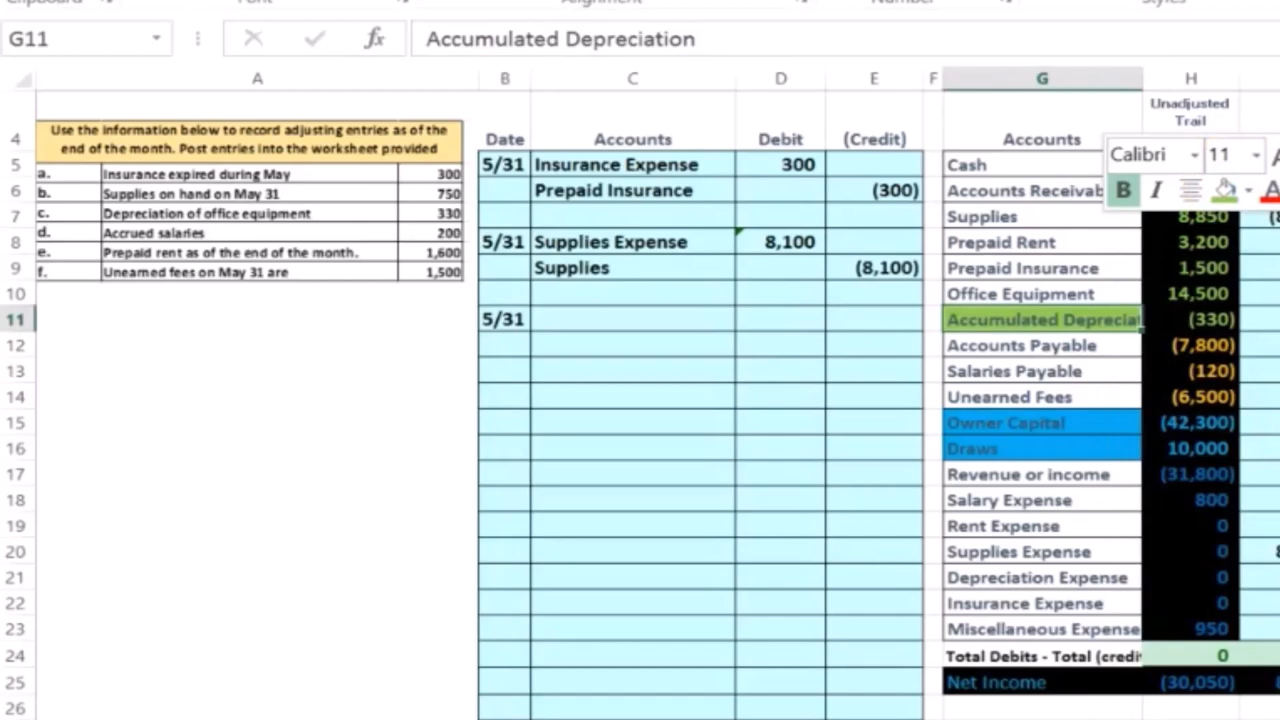 Clipboard Font Alignment Number Styles
G11 fx Accumulated Depreciation
A B C D E F G H
4 Use the information below to record adjusting entries as of the
end of the month. Post entries into the worksheet provided
Date Accounts Debit (Credit) Accounts Unadjusted
Trail
Calibri 11
B I
5 a. Insurance expired during May 300 5/31 Insurance Expense 300 Cash
6 b. Supplies on hand on May 31 750 Prepaid Insurance (300) Accounts Receivab
7 c. Depreciation of office equipment 330 Supplies 8,850
8 d. Accrued salaries 200 5/31 Supplies Expense 8,100 Prepaid Rent 3,200
9 e. Prepaid rent as of the end of the month. 1,600 Supplies (8,100) Prepaid Insurance 1,500
10 f. Unearned fees on May 31 are 1,500 Office Equipment 14,500
11 5/31 Accumulated Depreciat (330)
12 Accounts Payable (7,800)
13 Salaries Payable (120)
14 Unearned Fees (6,500)
15 Owner Capital (42,300)
16 Draws 10,000
17 Revenue or income (31,800)
18 Salary Expense 800
19 Rent Expense 0
20 Supplies Expense 0
21 Depreciation Expense 0
22 Insurance Expense 0
23 Miscellaneous Expense 950
24 Total Debits - Total (credi 0
25 Net Income (30,050)
26